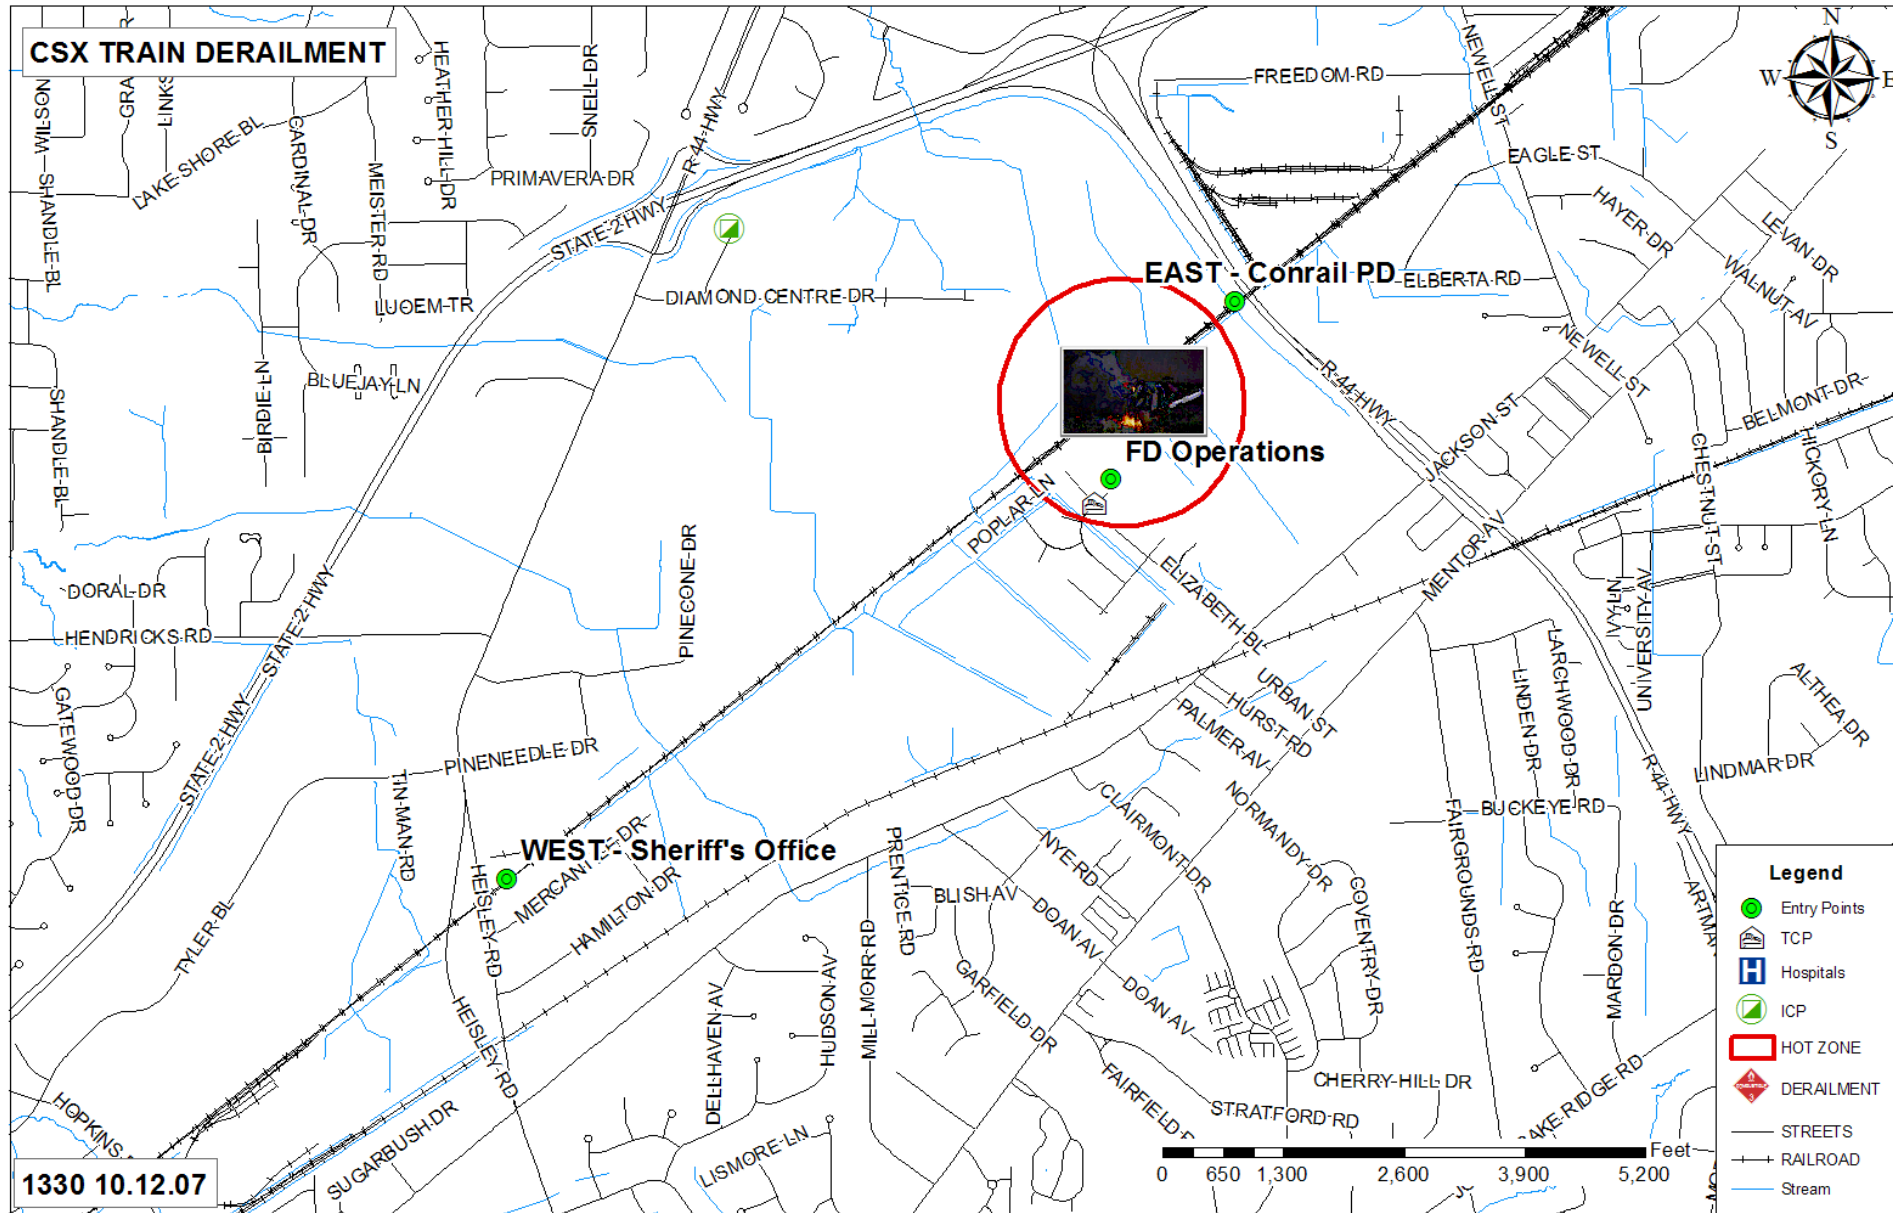 CSX TRAIN DERAILMENT
N
W
E
S
NEWELL ST
FREEDOM-RD
HEATHER-HILL-DR
SNELL-DR
LINKS
LAKE-SHORE-BL
CARDINAL-DR
MEISTER-RD
PRIMAVERA-DR
R-44-HWY
EAGLE-ST
HAYER-DR
LEVAN-DR
WALNUT-AV
STATE-2-HWY
SHANDLE-BL
LUOEM-TR
DIAMOND-CENTRE-DR
EAST - Conrail PD
ELBERTA-RD
NEWELL-ST
BIRDIE-LN
BLUEJAY-LN
SHANDLE-BL
R-44-HWY
BELMONT-DR
JACKSON-ST
CHESTNUT-ST
HICKORY-LN
FD Operations
POPLAR-LN
MENTOR-AV
PINECONE-DR
ELIZABETH-BL
DORAL-DR
HENDRICKS-RD
STATE-2-HWY
IVY-LN
UNIVERSITY-AV
LARCHWOOD-DR
LINDEN-DR
ALTHEA-DR
URBAN ST
HURST-RD
PALMER-AV
GATEWOOD-DR
STATE-2-HWY
PINENEEDLE-DR
TIN-MAN-RD
LINDMAR-DR
R-44-HWY
CLAIRMONT-DR
NORMANDY-DR
FAIRGROUNDS-RD
BUCKEYE-RD
WEST - Sheriff's Office
MERCANTILE-DR
HAMILTON-DR
HEISLEY-RD
PRENTICE-RD
BLISH-AV
NYE-RD
DOAN-AV
COVENTRY-DR
MARDON-DR
TYLER-BL
HEISLEY-RD
DELLHAVEN-AV
HUDSON-AV
MILL-MORR-RD
GARFIELD-DR
DOAN-AV
CHERRY-HILL-DR
STRATFORD-RD
HOPKINS
SUGARBUSH-DR
LISMORE-LN
1330 10.12.07
Feet
0 650 1,300 2,600 3,900 5,200
Legend
Entry Points
TCP
H Hospitals
ICP
HOT ZONE
DERAILMENT
STREETS
RAILROAD
Stream